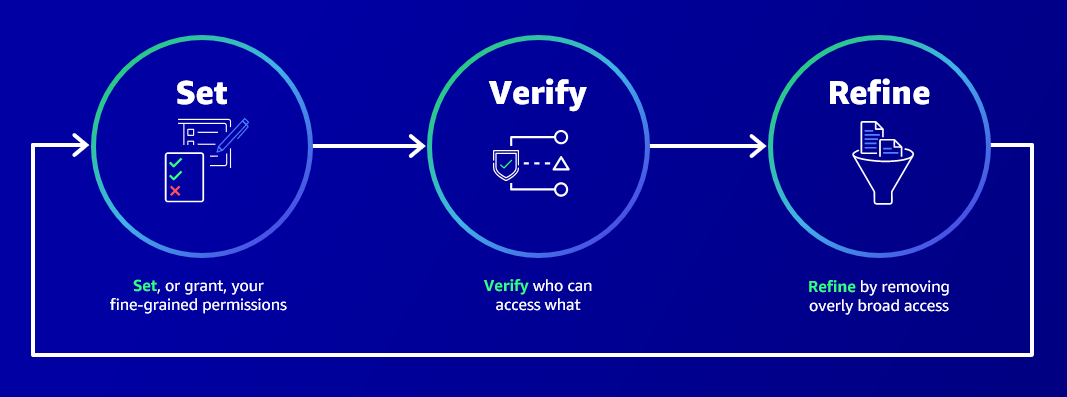 Set
Verify
Refine
Set, or grant, your
fine-grained permissions
Verify who can
access what
Refine by removing
overly broad access